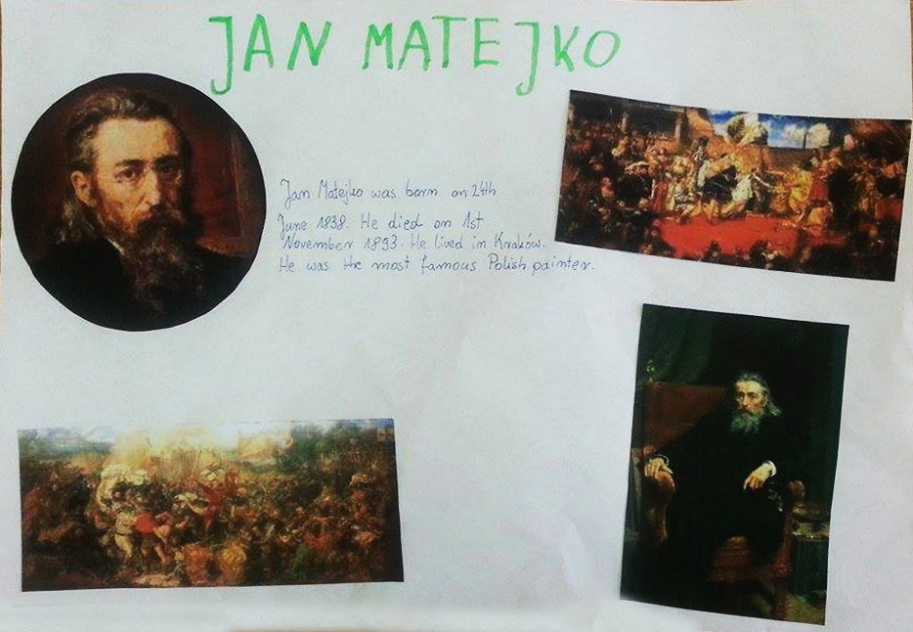 JAN MATEJKO
Jan Matejko was born on 24th
June 1838. He died on 1st
November 1893. He lived in Kraków.
He was the most famous Polish painter.